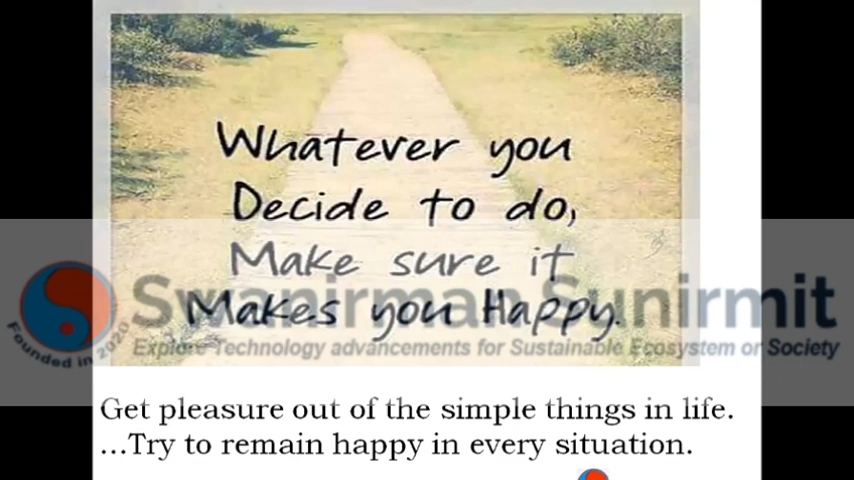 Whatever you
Decide to do,
Make sure it
Makes you Happy.
Swanirman Sunirmit
Founded in 2020
Explore Technology advancements for Sustainable Ecosystem or Society
Get pleasure out of the simple things in life.
...Try to remain happy in every situation.